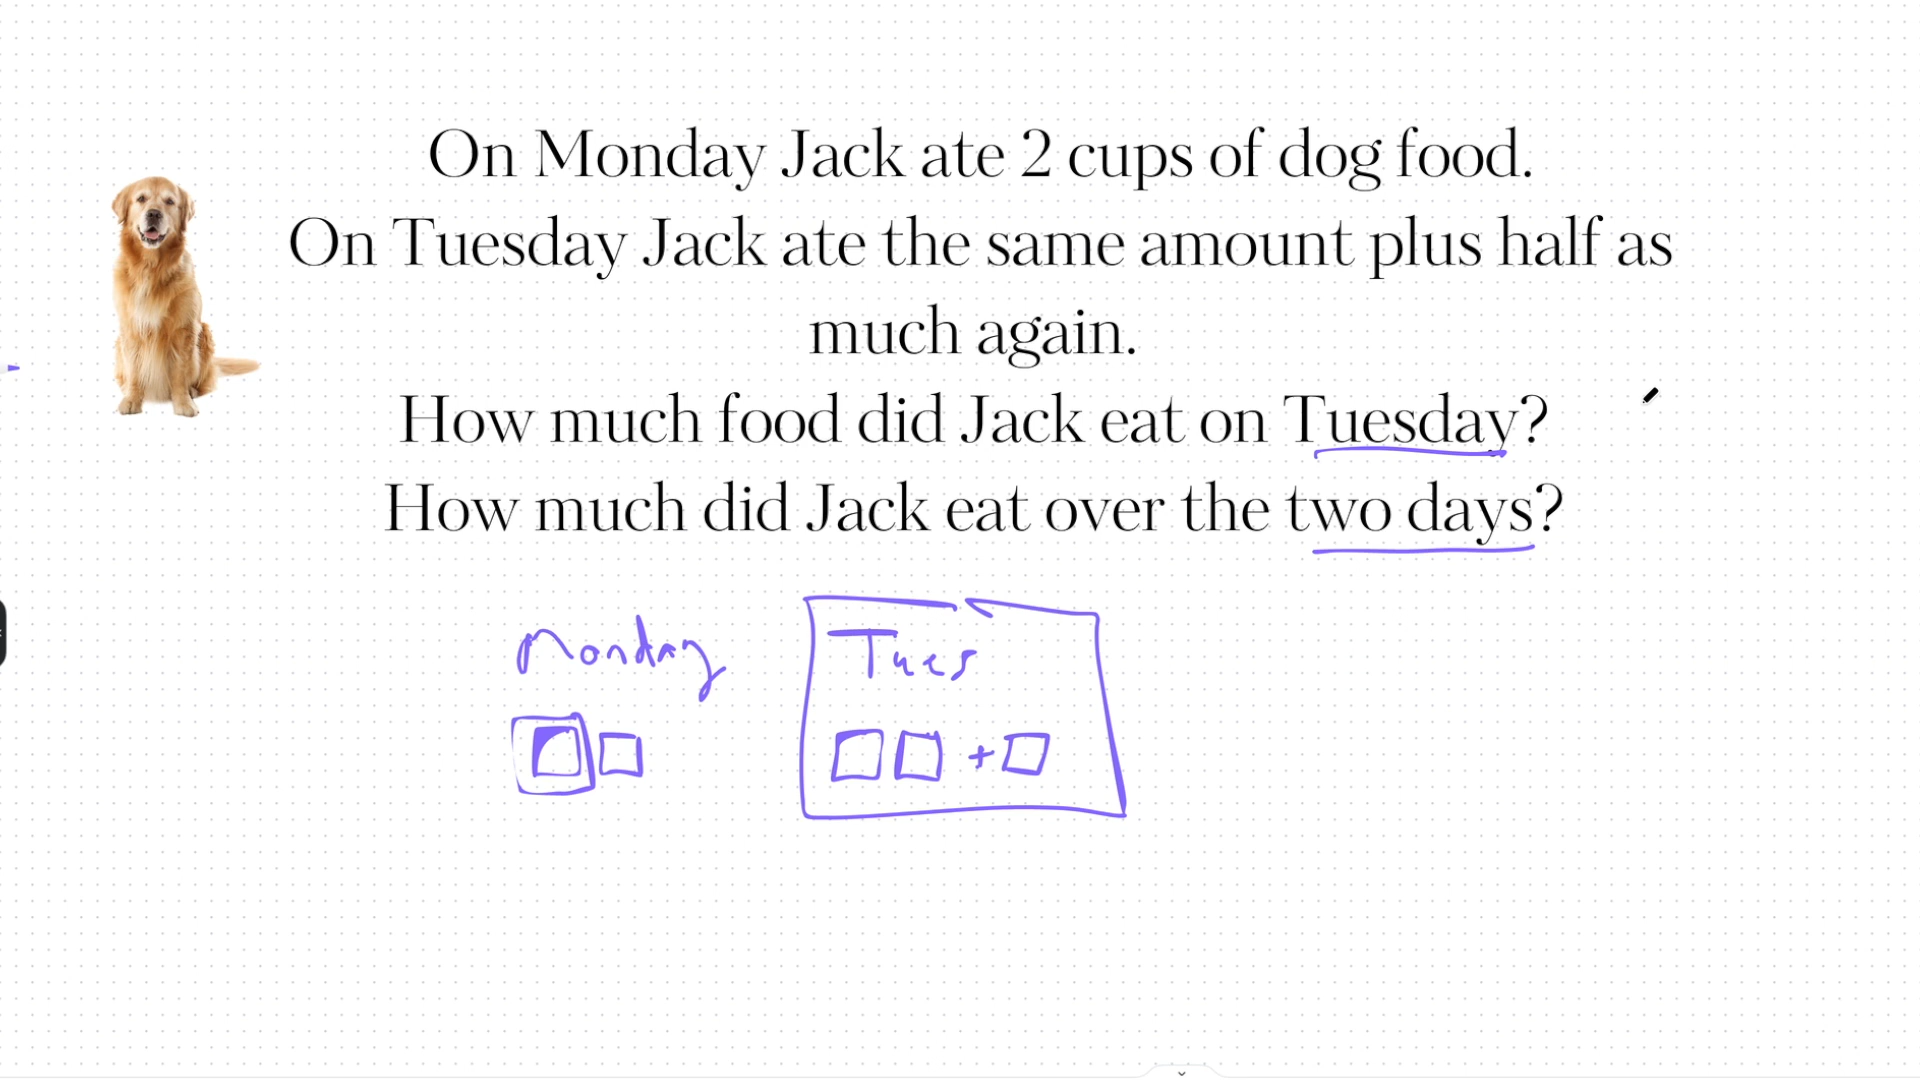 On Monday Jack ate 2 cups of dog food.
On Tuesday Jack ate the same amount plus half as
much again.
How much food did Jack eat on Tuesday?
How much did Jack eat over the two days?
Monday
Tues
+